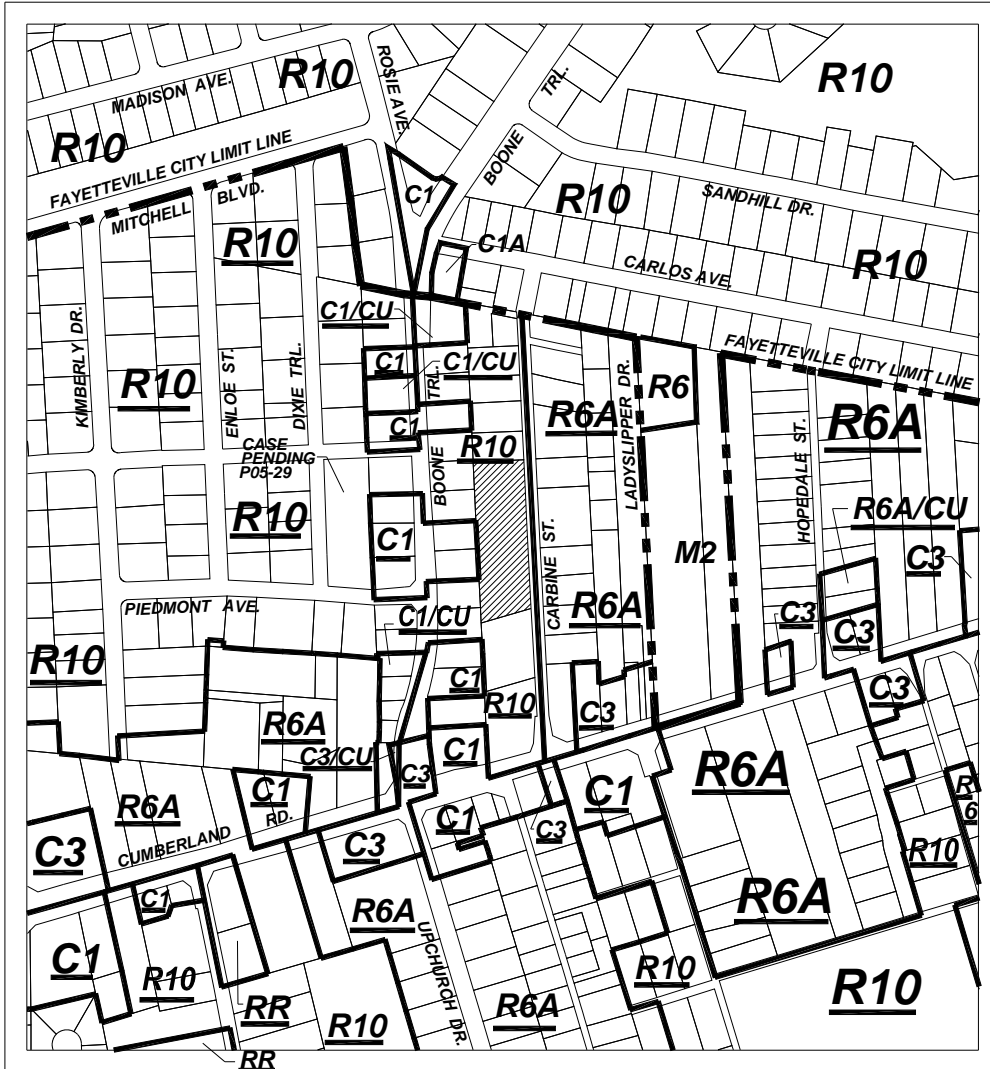 R10
ROSIE AVE.
R10
MADISON AVE.
TRL.
R10
BOONE
FAYETTEVILLE CITY LIMIT LINE
C1
R10
SANDHILL DR.
MITCHELL BLVD.
R10
C1A
CARLOS AVE.
R10
C1/CU
KIMBERLY DR.
FAYETTEVILLE CITY LIMIT LINE
C1
C1/CU
TRL.
R10
ENLOE ST.
DIXIE TRL.
LADYSLIPPER DR.
R6
R6A
R6A
C1
R10
HOPEDALE ST.
CASE
PENDING
P05-29
BOONE
R10
R6A/CU
C1
CARBINE ST.
M2
C3
PIEDMONT AVE.
C1/CU
R6A
C3
C3
R10
C1
R10
C3
C3
R6A
C3/CU
C1
C3
R6A
C1
RD.
C1
R6A
CUMBERLAND
C1
C3
R
6
C3
C3
R10
C1
R6A
R6A
UPCHURCH DR.
C1
R10
R10
R10
RR
R6A
R10
RR